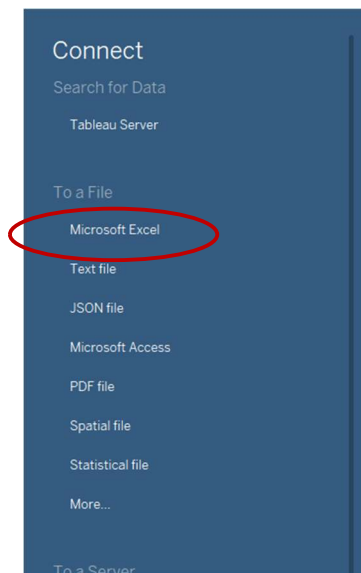 Connect
Search for Data
Tableau Server
To a File
Microsoft Excel
Text file
JSON file
Microsoft Access
PDF file
Spatial file
Statistical file
More...
To a Server